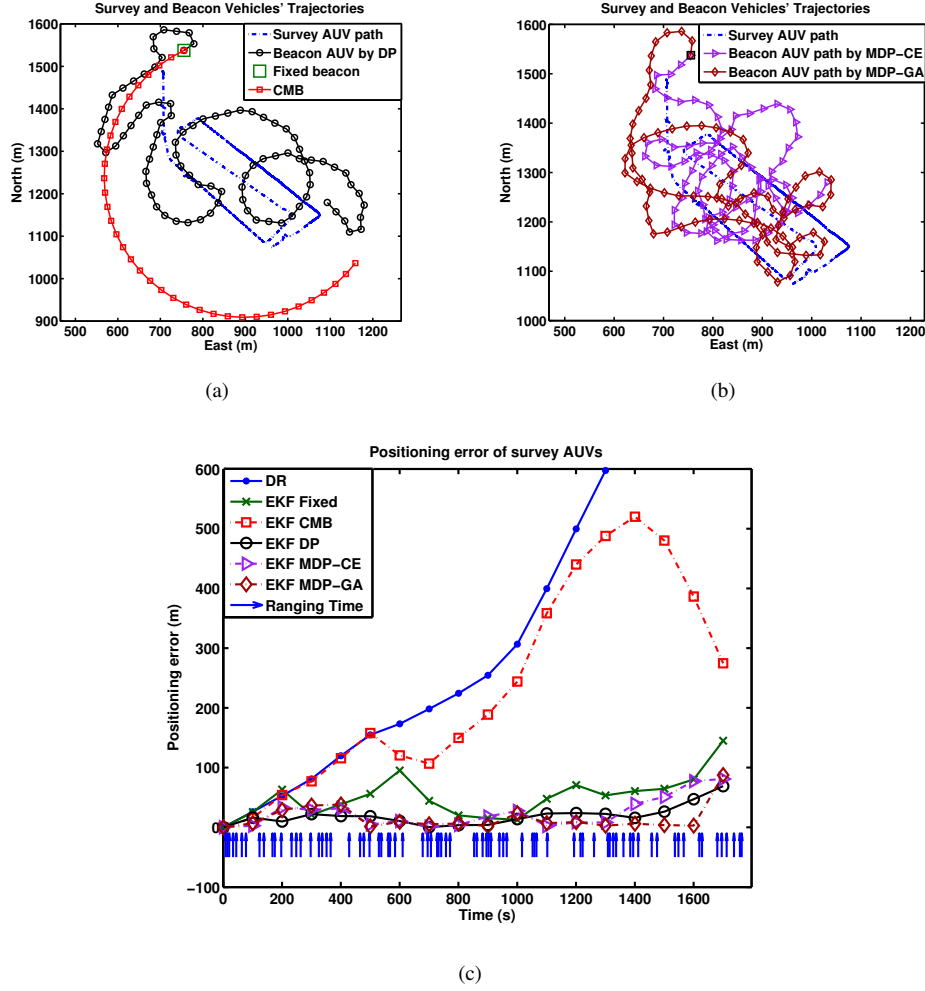 Survey and Beacon Vehicles' Trajectories
1600
1500
1400
1300
1200
1100
1000
900
North (m)
Survey AUV path
Beacon AUV by DP
Fixed beacon
CMB
500 600 700 800 900 1000 1100 1200
East (m)
(a)
Survey and Beacon Vehicles' Trajectories
1600
1500
1400
1300
1200
1100
1000
North (m)
Survey AUV path
Beacon AUV path by MDP-CE
Beacon AUV path by MDP-GA
500 600 700 800 900 1000 1100 1200
East (m)
(b)
Positioning error of survey AUVs
600
500
400
300
200
100
0
−100
Positioning error (m)
DR
EKF Fixed
EKF CMB
EKF DP
EKF MDP−CE
EKF MDP−GA
Ranging Time
0 200 400 600 800 1000 1200 1400 1600
Time (s)
(c)